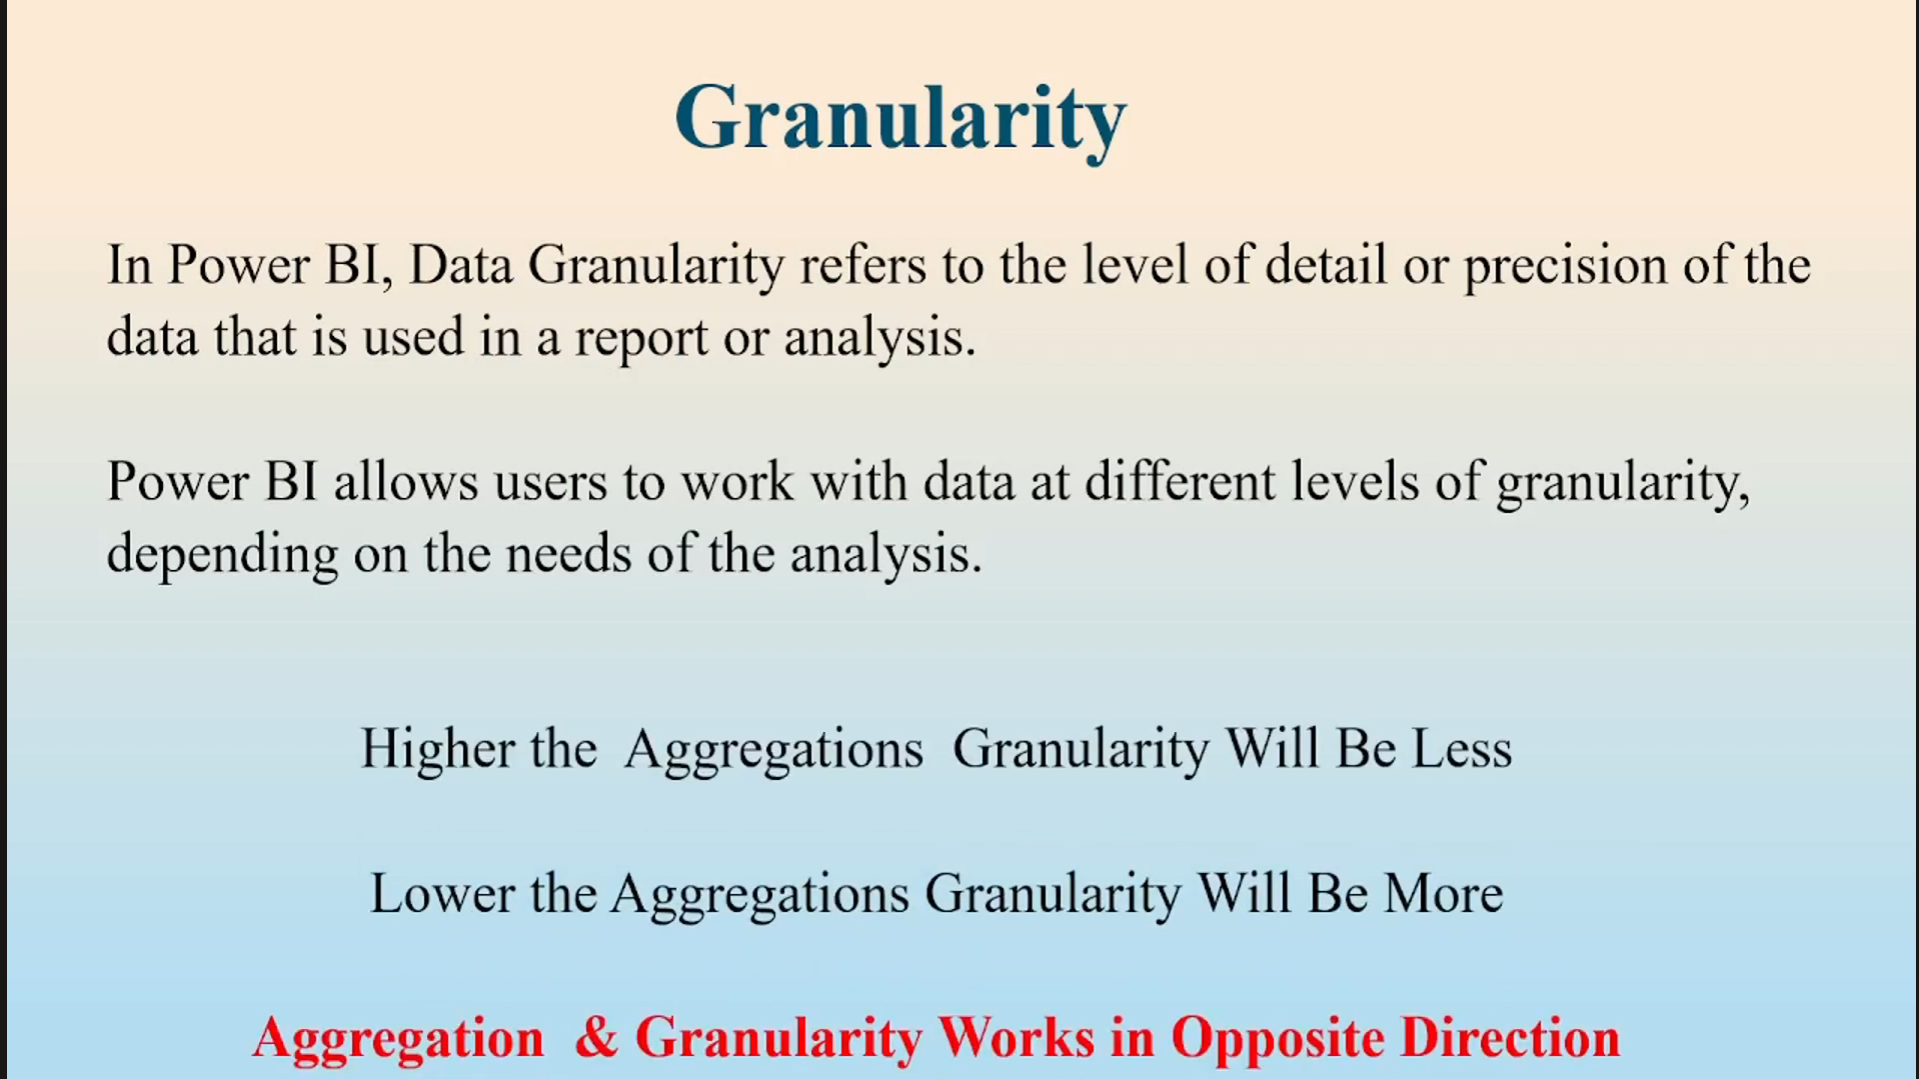 Granularity
In Power BI, Data Granularity refers to the level of detail or precision of the
data that is used in a report or analysis.
Power BI allows users to work with data at different levels of granularity,
depending on the needs of the analysis.
Higher the Aggregations Granularity Will Be Less
Lower the Aggregations Granularity Will Be More
Aggregation & Granularity Works in Opposite Direction